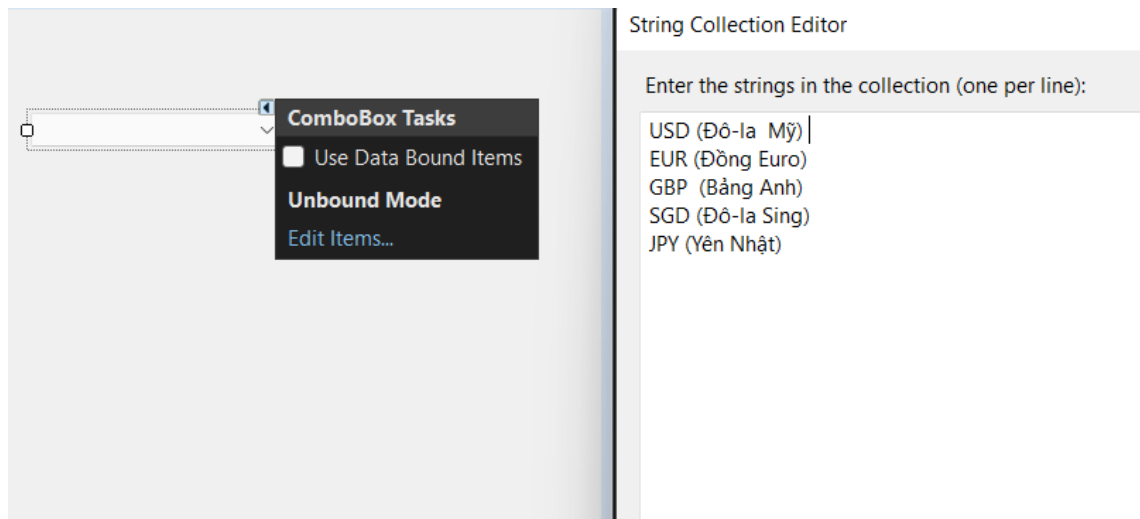 ComboBox Tasks
Use Data Bound Items
Unbound Mode
Edit Items...
String Collection Editor
Enter the strings in the collection (one per line):
USD (Đô-la  Mỹ)
EUR (Đồng Euro)
GBP  (Bảng Anh)
SGD (Đô-la Sing)
JPY (Yên Nhật)